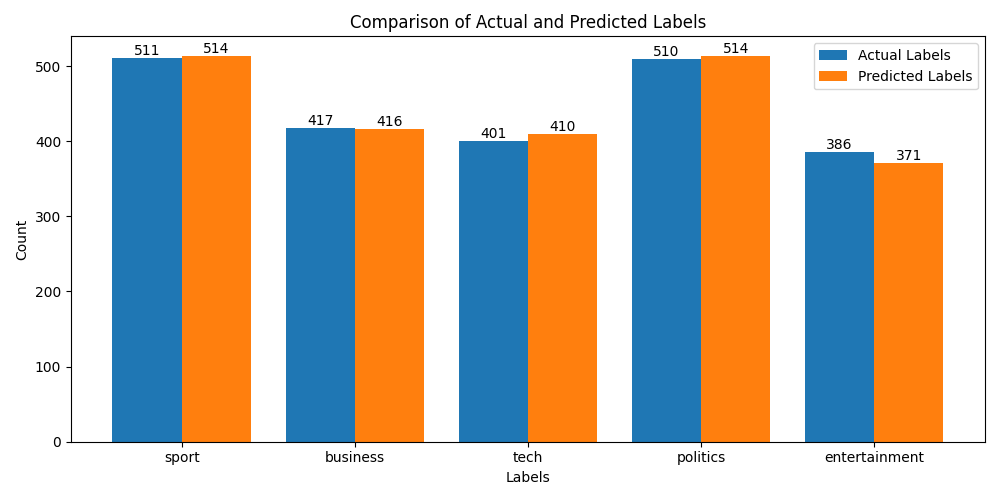 Comparison of Actual and Predicted Labels
Actual Labels
Predicted Labels
511 514 417 416 401 410 510 514 386 371
500
400
300
200
100
0
Count
sport business tech politics entertainment
Labels